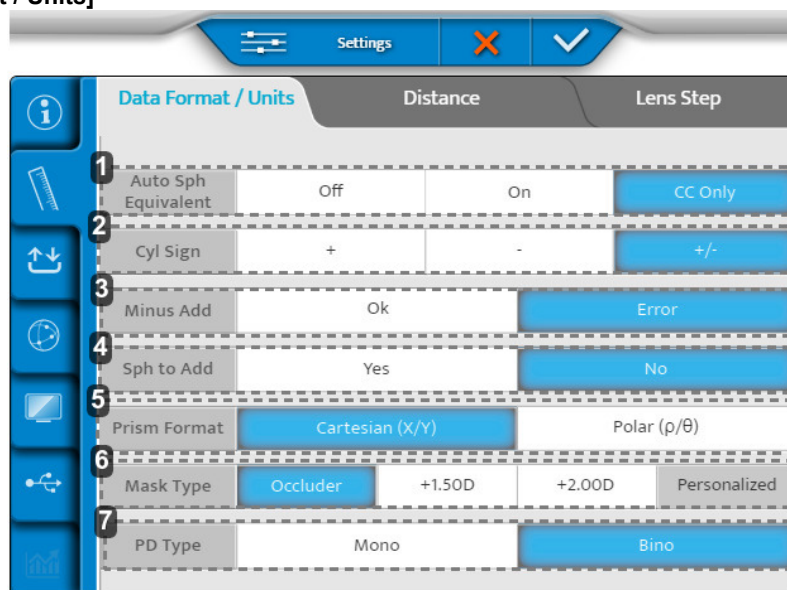 t / Units]
Settings
Data Format / Units Distance Lens Step
1
Auto Sph Equivalent Off On CC Only
2
Cyl Sign + - +/-
3
Minus Add Ok Error
4
Sph to Add Yes No
5
Prism Format Cartesian (X/Y) Polar (ρ/θ)
6
Mask Type Occluder +1.50D +2.00D Personalized
7
PD Type Mono Bino